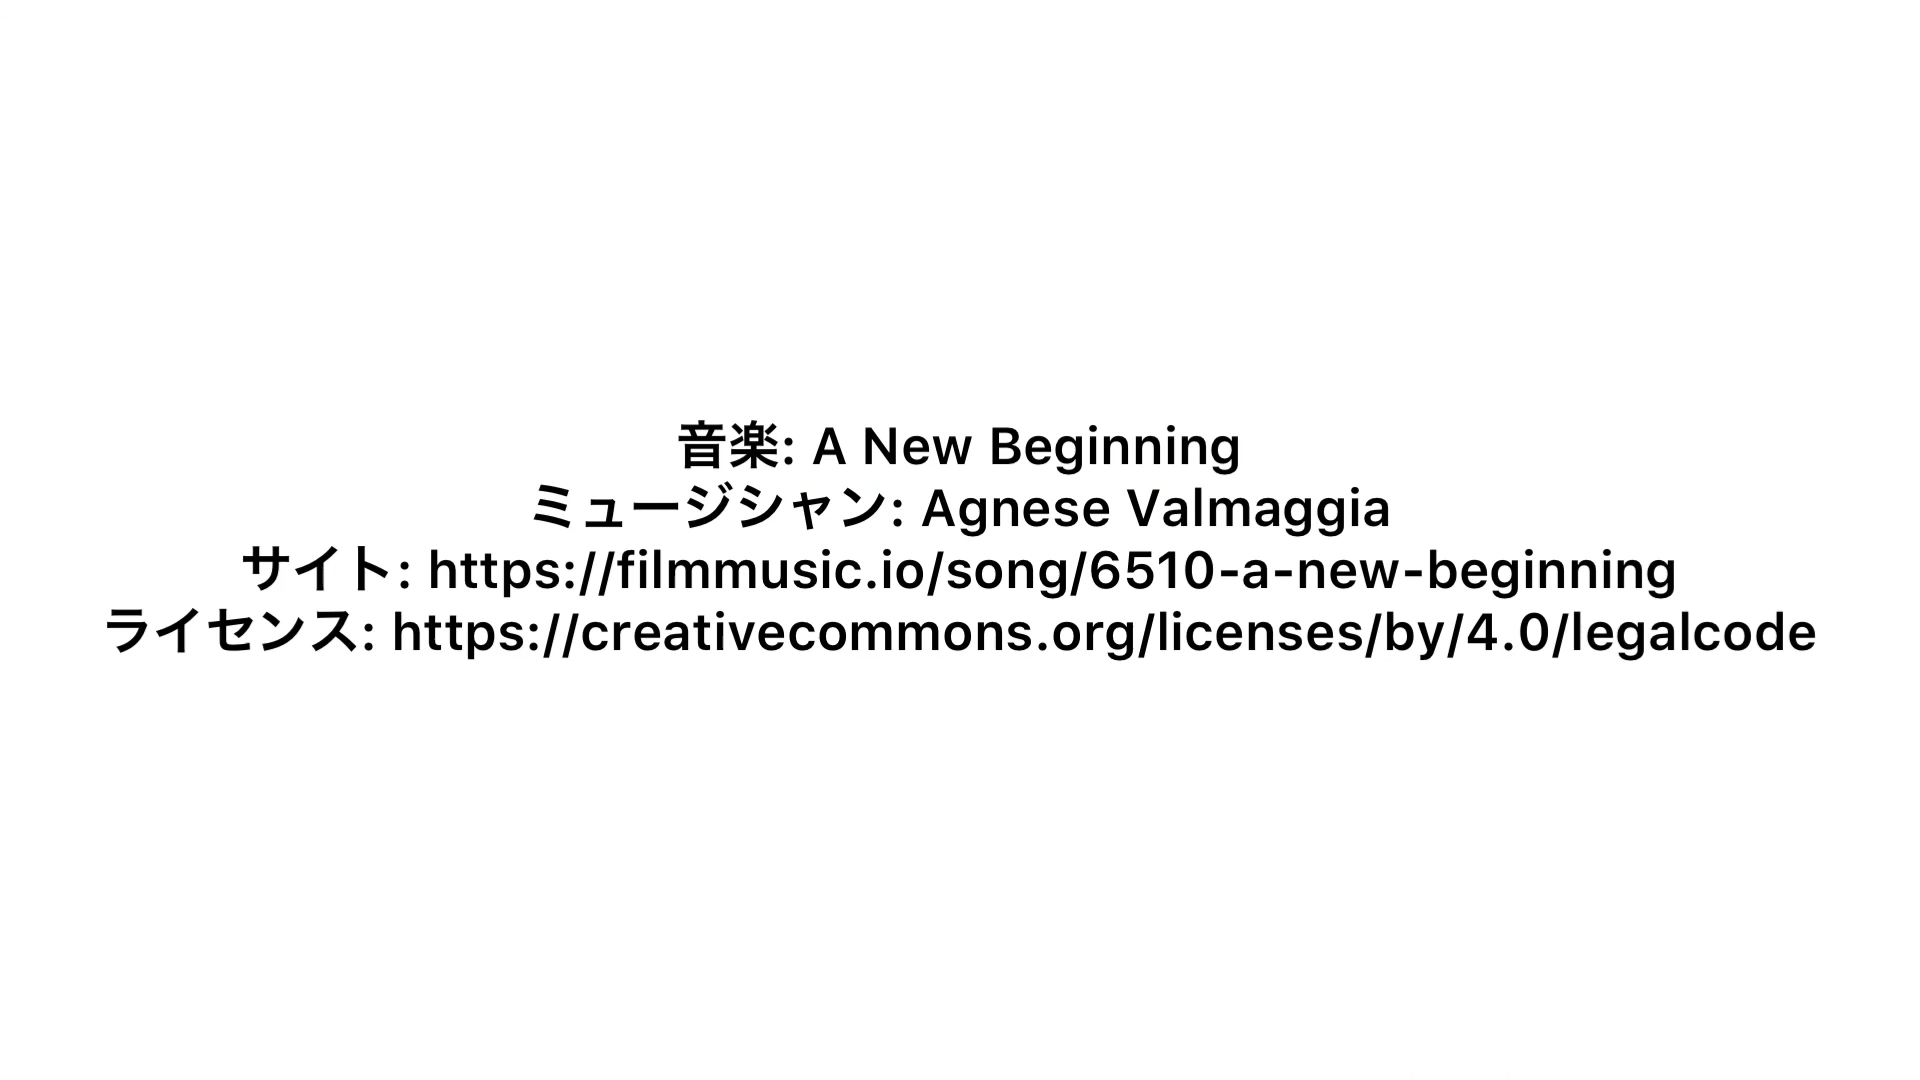 音楽: A New Beginning
ミュージシャン: Agnese Valmaggia
サイト: https://filmmusic.io/song/6510-a-new-beginning
ライセンス: https://creativecommons.org/licenses/by/4.0/legalcode